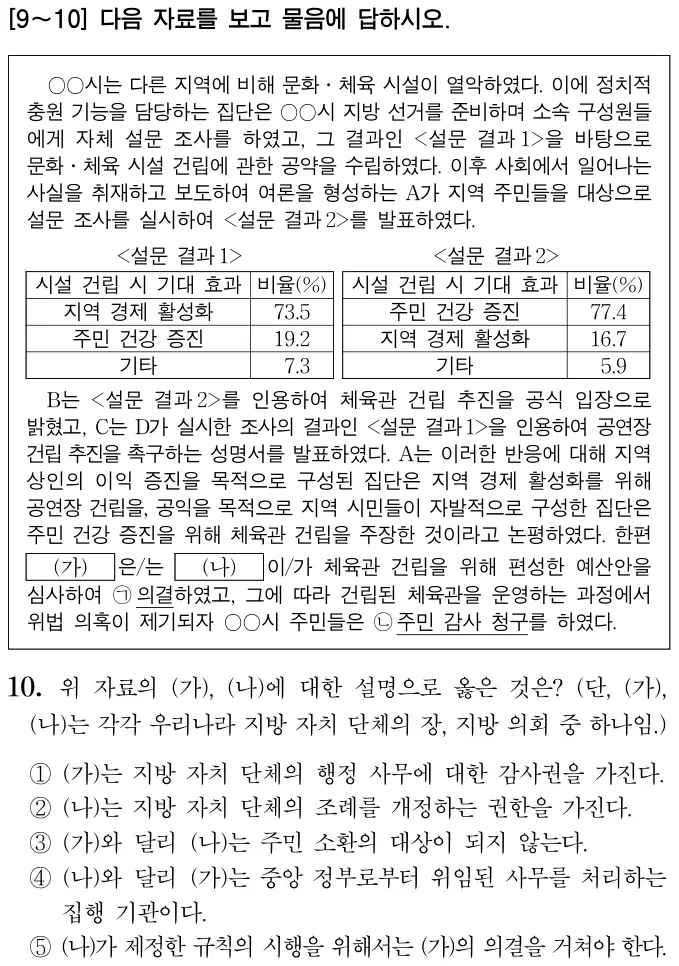 [9~10] 다음 자료를 보고 물음에 답하시오.
○○시는 다른 지역에 비해 문화·체육 시설이 열악하였다. 이에 정치적
충원 기능을 담당하는 집단은 ○○시 지방 선거를 준비하며 소속 구성원들
에게 자체 설문 조사를 하였고, 그 결과인 <설문 결과 1>을 바탕으로
문화·체육 시설 건립에 관한 공약을 수립하였다. 이후 사회에서 일어나는
사실을 취재하고 보도하여 여론을 형성하는 A가 지역 주민들을 대상으로
설문 조사를 실시하여 <설문 결과 2>를 발표하였다.
<설문 결과 1>
시설 건립 시 기대 효과 비율(%)
지역 경제 활성화 73.5
주민 건강 증진 19.2
기타 7.3
<설문 결과 2>
시설 건립 시 기대 효과 비율(%)
주민 건강 증진 77.4
지역 경제 활성화 16.7
기타 5.9
B는 <설문 결과 2>를 인용하여 체육관 건립 추진을 공식 입장으로
밝혔고, C는 D가 실시한 조사의 결과인 <설문 결과 1>을 인용하여 공연장
건립 추진을 촉구하는 성명서를 발표하였다. A는 이러한 반응에 대해 지역
상인의 이익 증진을 목적으로 구성된 집단은 지역 경제 활성화를 위해
공연장 건립을, 공익을 목적으로 지역 시민들이 자발적으로 구성한 집단은
주민 건강 증진을 위해 체육관 건립을 주장한 것이라고 논평하였다. 한편
(가) 은/는 (나) 이/가 체육관 건립을 위해 편성한 예산안을
심사하여 ㉠ 의결하였고, 그에 따라 건립된 체육관을 운영하는 과정에서
위법 의혹이 제기되자 ○○시 주민들은 ㉡ 주민 감사 청구를 하였다.
10. 위 자료의 (가), (나)에 대한 설명으로 옳은 것은? (단, (가),
(나)는 각각 우리나라 지방 자치 단체의 장, 지방 의회 중 하나임.)
① (가)는 지방 자치 단체의 행정 사무에 대한 감사권을 가진다.
② (나)는 지방 자치 단체의 조례를 개정하는 권한을 가진다.
③ (가)와 달리 (나)는 주민 소환의 대상이 되지 않는다.
④ (나)와 달리 (가)는 중앙 정부로부터 위임된 사무를 처리하는
집행 기관이다.
⑤ (나)가 제정한 규칙의 시행을 위해서는 (가)의 의결을 거쳐야 한다.